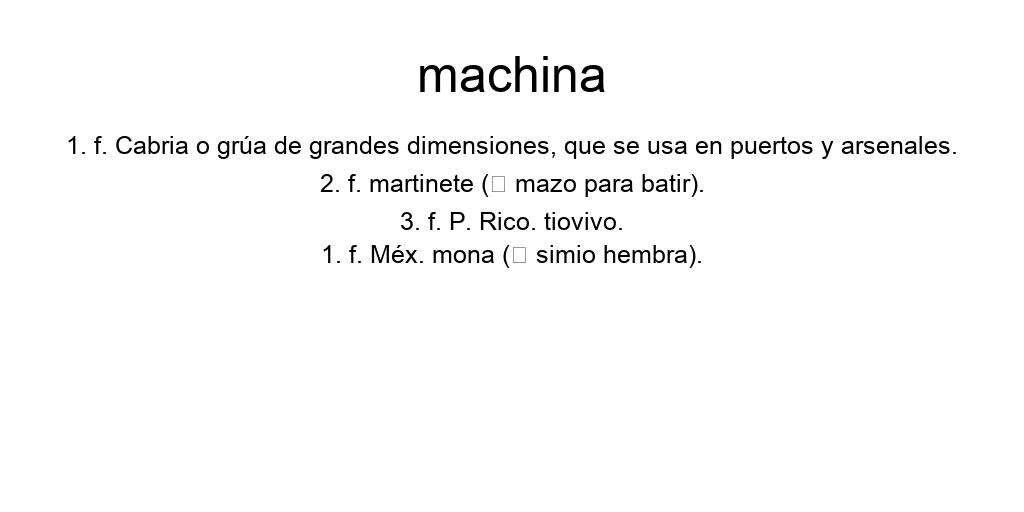 machina
1. f. Cabria o grúa de grandes dimensiones, que se usa en puertos y arsenales.
2. f. martinete (□ mazo para batir).
3. f. P. Rico. tiovivo.
1. f. Méx. mona (□ simio hembra).